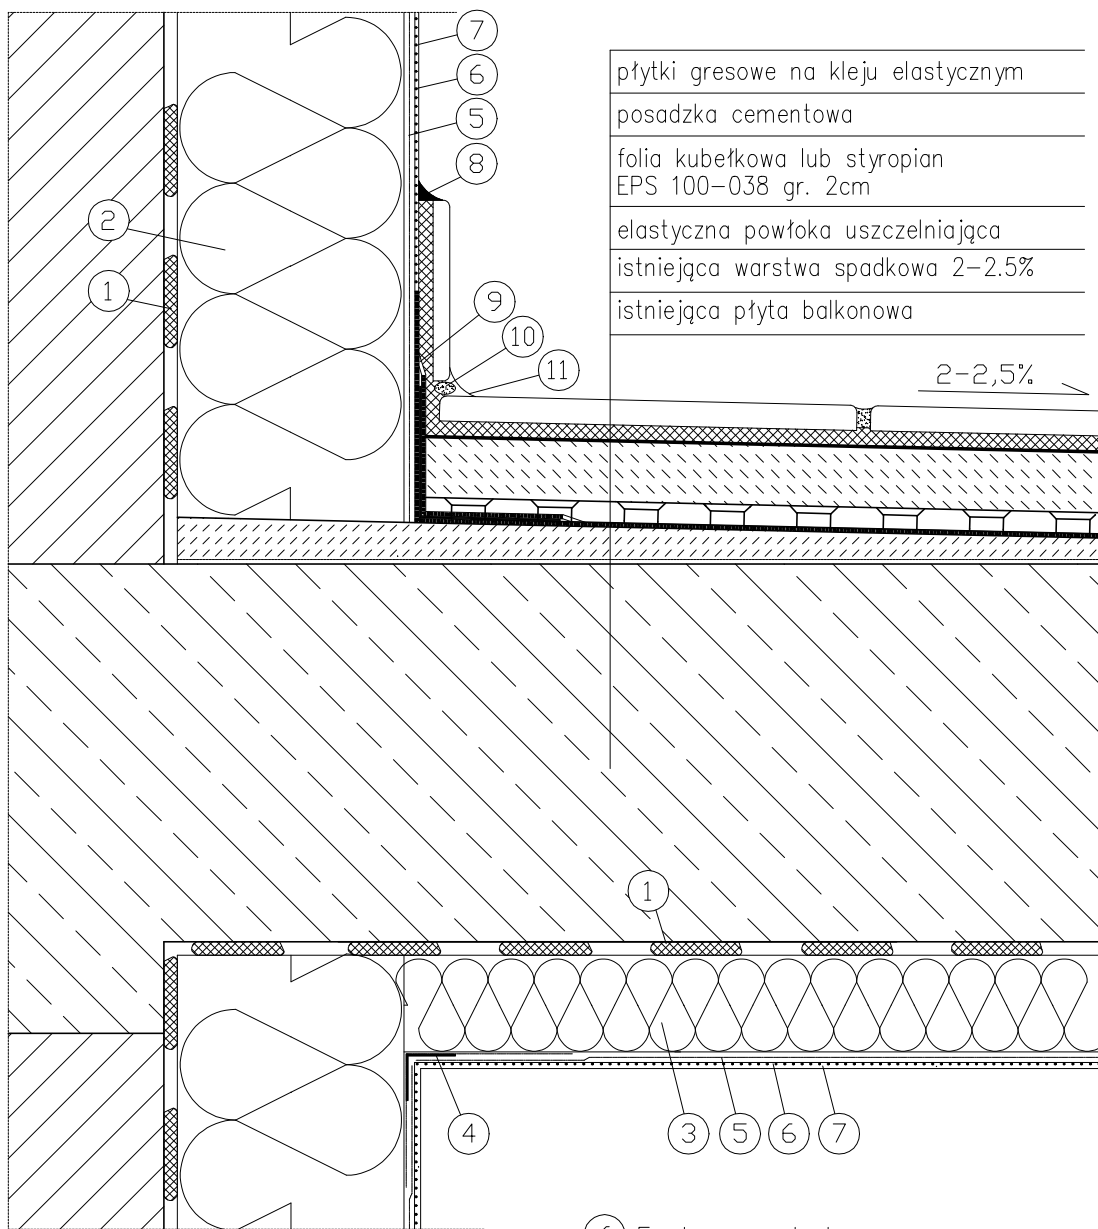 7
6
5
8
płytki gresowe na kleju elastycznym
posadzka cementowa
folia kubełkowa lub styropian
EPS 100-038 gr. 2cm
elastyczna powłoka uszczelniająca
istniejąca warstwa spadkowa 2-2.5%
istniejąca płyta balkonowa
2
1
9
10
11
2-2,5%
1
4
3
5
6
7